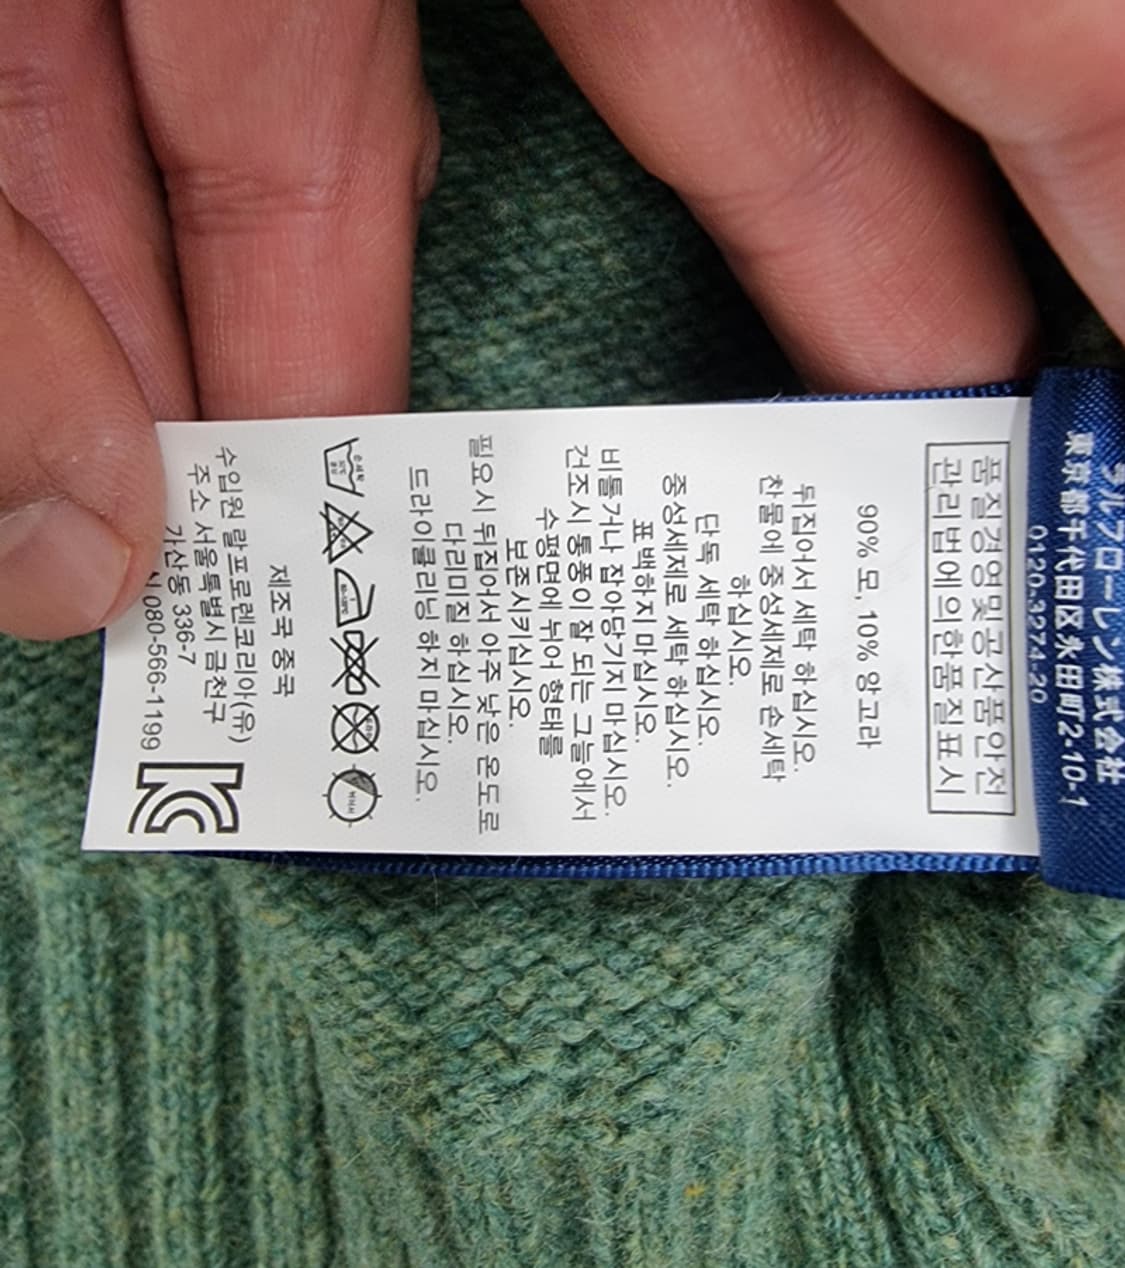 ラルフローレン株式会社
東京都千代田区永田町2-10-1
0120-3274-20
품질경영및공산품안전
관리법에의한품질표시
90% 모, 10% 앙고라
뒤집어서 세탁 하십시오.
찬물에 중성세제로 손세탁
하십시오.
단독 세탁 하십시오.
중성세제로 세탁 하십시오.
표백하지 마십시오.
비틀거나 잡아당기지 마십시오.
건조시 통풍이 잘 되는 그늘에서
수평면에 뉘어 형태를
보존시키십시오.
필요시 뒤집어서 아주 낮은 온도로
다리미질 하십시오.
드라이클리닝 하지 마십시오.
제조국 중국
수입원 랄프로렌코리아(유)
주소 서울특별시 금천구
가산동 336-7
080-566-1199